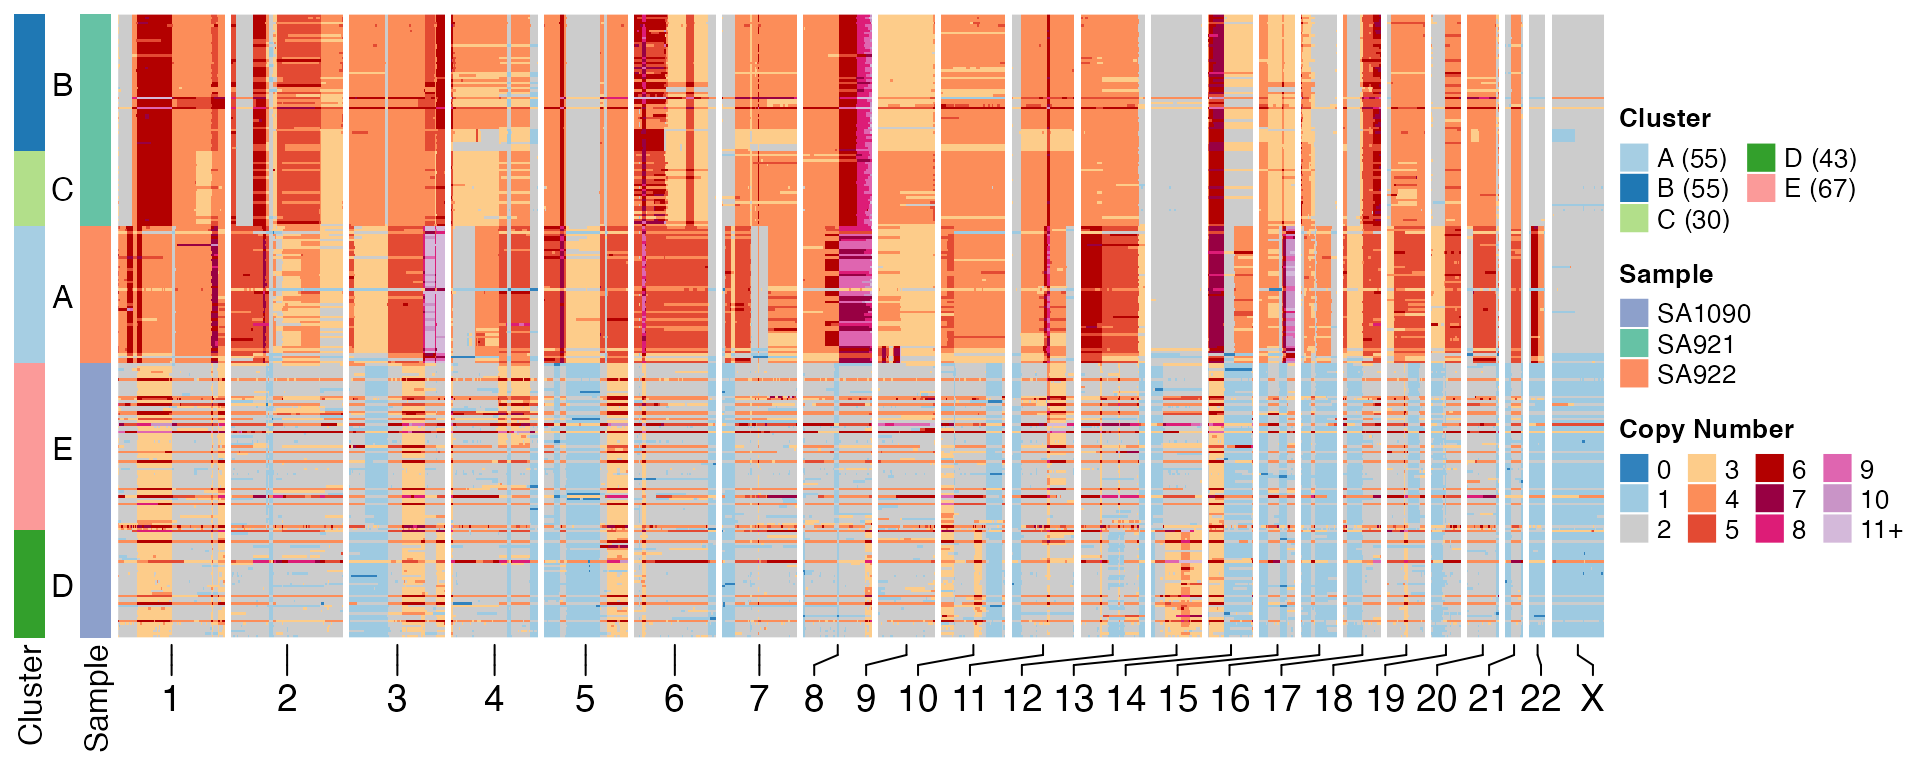 B
C
A
E
D
Cluster
Sample
1 2 3 4 5 6 7 8 9 10 11 12 13 14 15 16 17 18 19 20 21 22 X
Cluster
A (55) D (43)
B (55) E (67)
C (30)
Sample
SA1090
SA921
SA922
Copy Number
0 3 6 9
1 4 7 10
2 5 8 11+